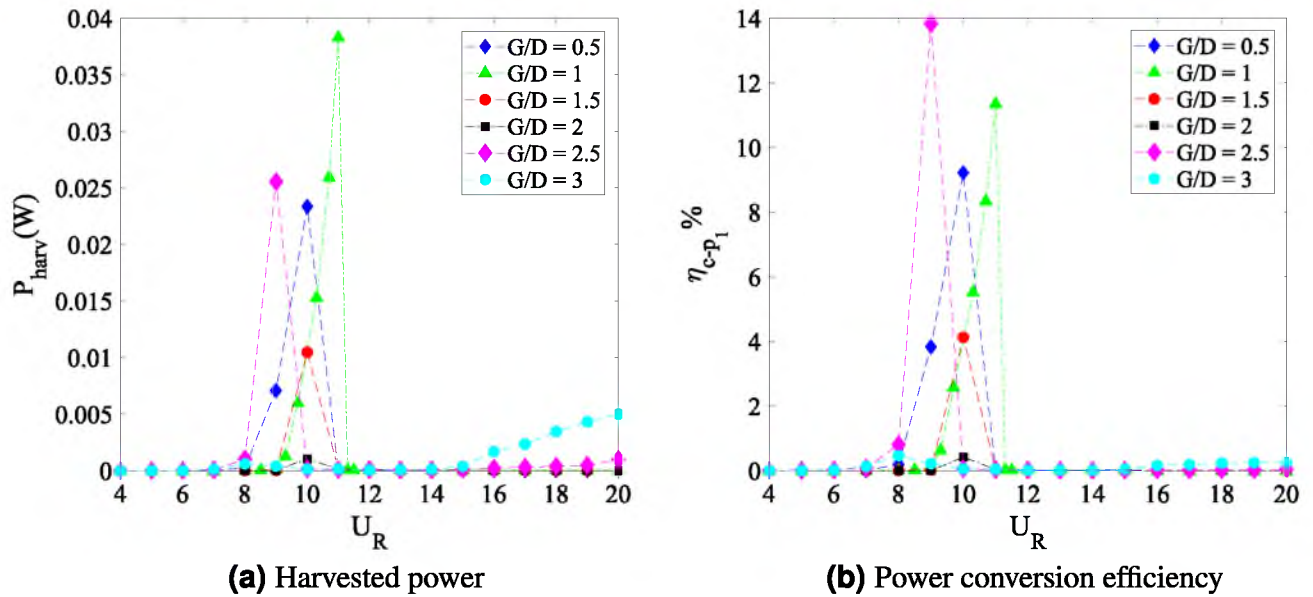 0.04
0.035
0.03
0.025
0.02
0.015
0.01
0.005
0
P_harv(W)
4 6 8 10 12 14 16 18 20
U_R
G/D = 0.5
G/D = 1
G/D = 1.5
G/D = 2
G/D = 2.5
G/D = 3
(a) Harvested power
14
12
10
8
6
4
2
0
η_c-p₁%
4 6 8 10 12 14 16 18 20
U_R
G/D = 0.5
G/D = 1
G/D = 1.5
G/D = 2
G/D = 2.5
G/D = 3
(b) Power conversion efficiency